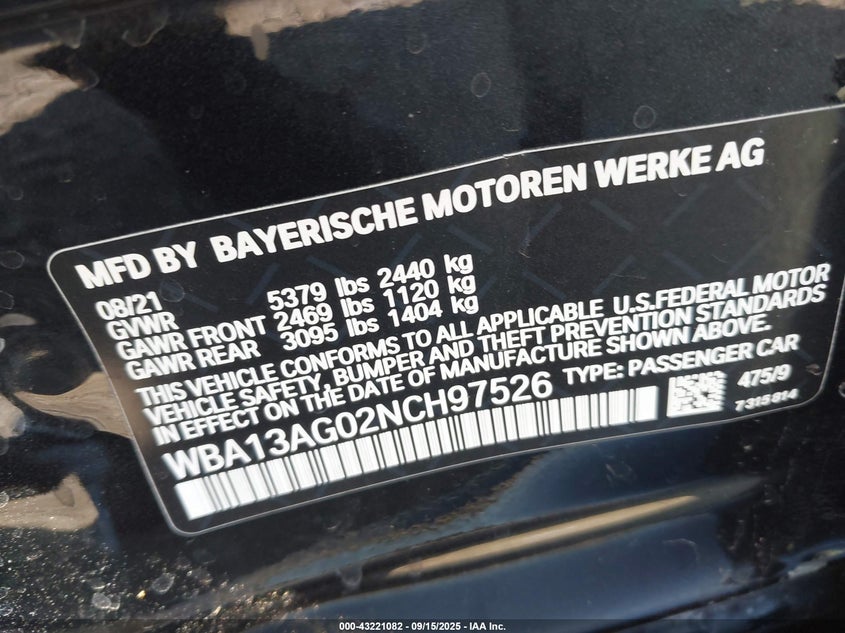 MFD BY BAYERISCHE MOTOREN WERKE AG
08/21
GVWR 5379 lbs 2440 kg
GAWR FRONT 2469 lbs 1120 kg
GAWR REAR 3095 lbs 1404 kg
THIS VEHICLE CONFORMS TO ALL APPLICABLE U.S.FEDERAL MOTOR
VEHICLE SAFETY, BUMPER AND THEFT PREVENTION STANDARDS
IN EFFECT ON THE DATE OF MANUFACTURE SHOWN ABOVE.
WBA13AG02NCH97526 TYPE: PASSENGER CAR
475/9
7315814
000-43221082 - 09/15/2025 - IAA Inc.